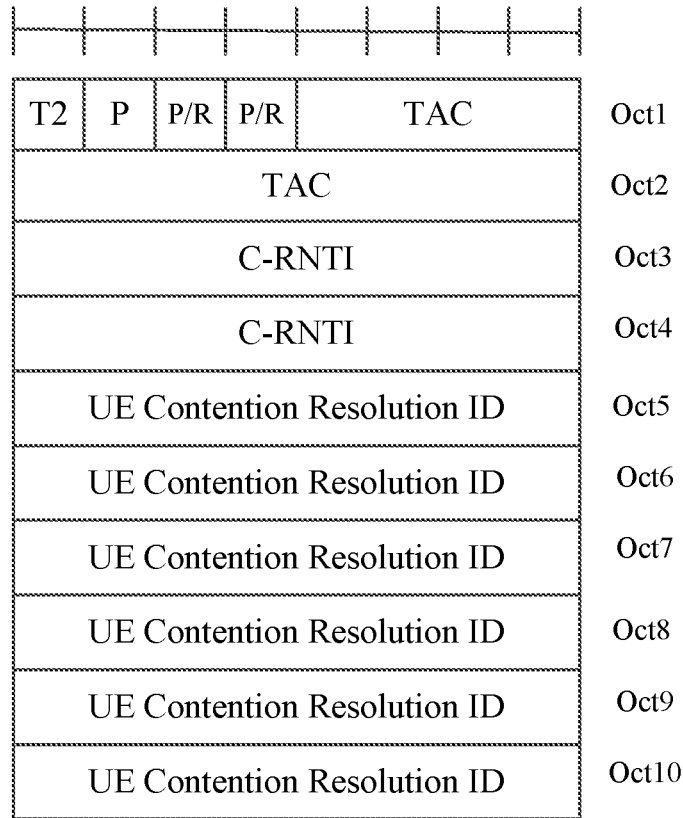 T2 P P/R P/R TAC Oct1
TAC Oct2
C-RNTI Oct3
C-RNTI Oct4
UE Contention Resolution ID Oct5
UE Contention Resolution ID Oct6
UE Contention Resolution ID Oct7
UE Contention Resolution ID Oct8
UE Contention Resolution ID Oct9
UE Contention Resolution ID Oct10